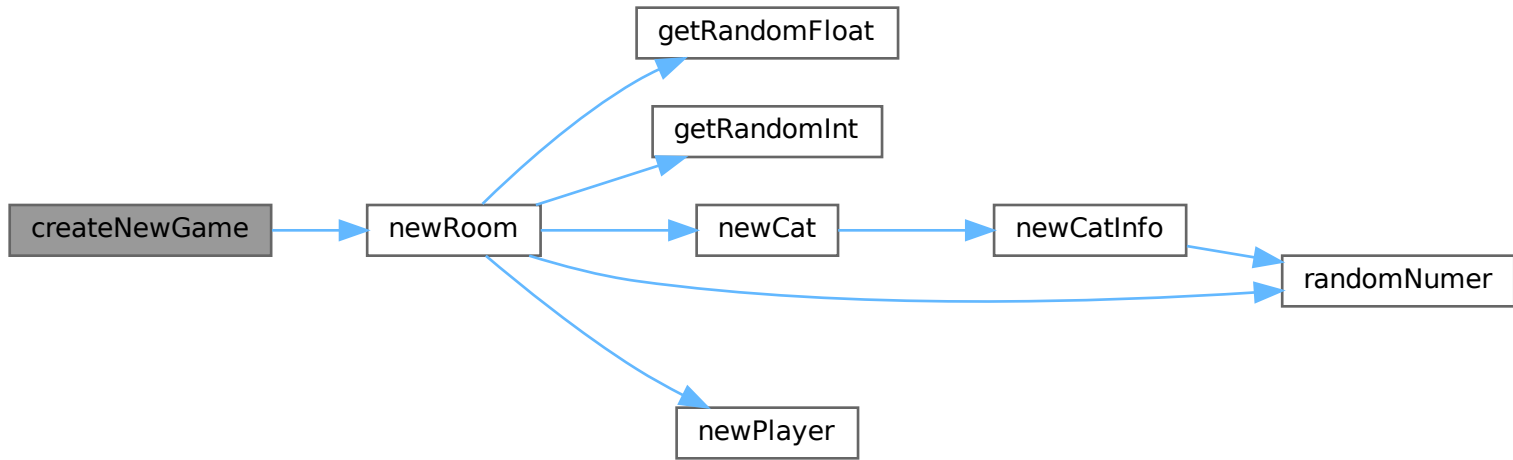 getRandomFloat
getRandomInt
createNewGame
newRoom
newCat
newCatInfo
randomNumer
newPlayer